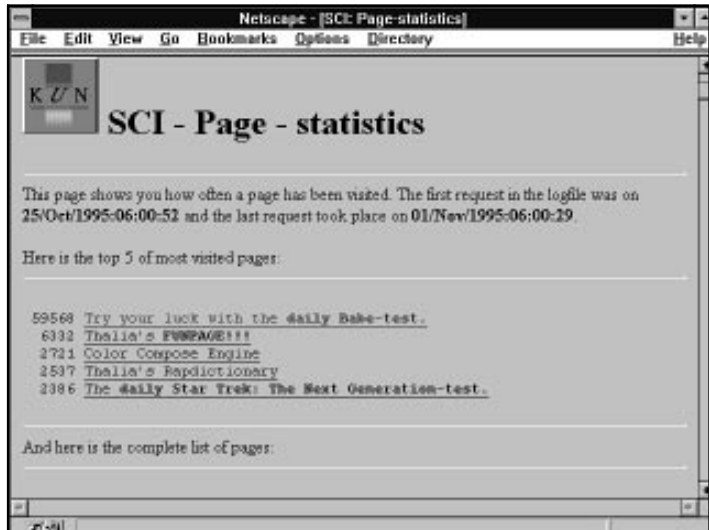 Netscape - [SCI: Page-statistics]
File Edit View Go Bookmarks Options Directory Help
KUN
SCI - Page - statistics
This page shows you how often a page has been visited. The first request in the logfile was on
25/Oct/1995:06:00:52 and the last request took place on 01/Nov/1995:06:00:29.
Here is the top 5 of most visited pages:
59568 Try your luck with the daily Babe-test.
6332 Thalia's FUNPAGE!!!
2721 Color Compose Engine
2537 Thalia's Rapdictionary
2386 The daily Star Trek: The Next Generation-test.
And here is the complete list of pages: